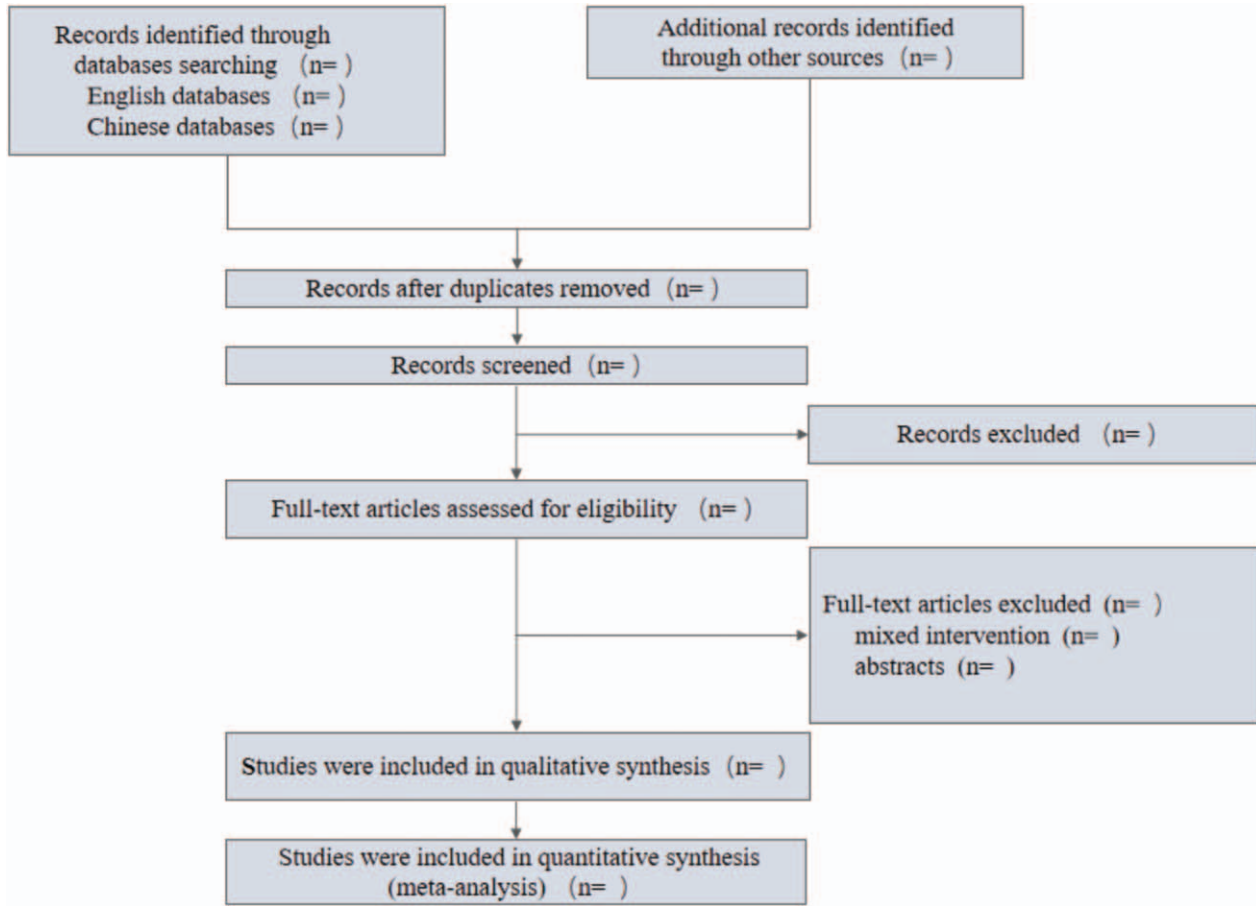 Records identified through
databases searching (n= )
English databases (n= )
Chinese databases (n= )
Additional records identified
through other sources (n= )
Records after duplicates removed (n= )
Records screened (n= )
Records excluded (n= )
Full-text articles assessed for eligibility (n= )
Full-text articles excluded (n= )
mixed intervention (n= )
abstracts (n= )
Studies were included in qualitative synthesis (n= )
Studies were included in quantitative synthesis
(meta-analysis) (n= )